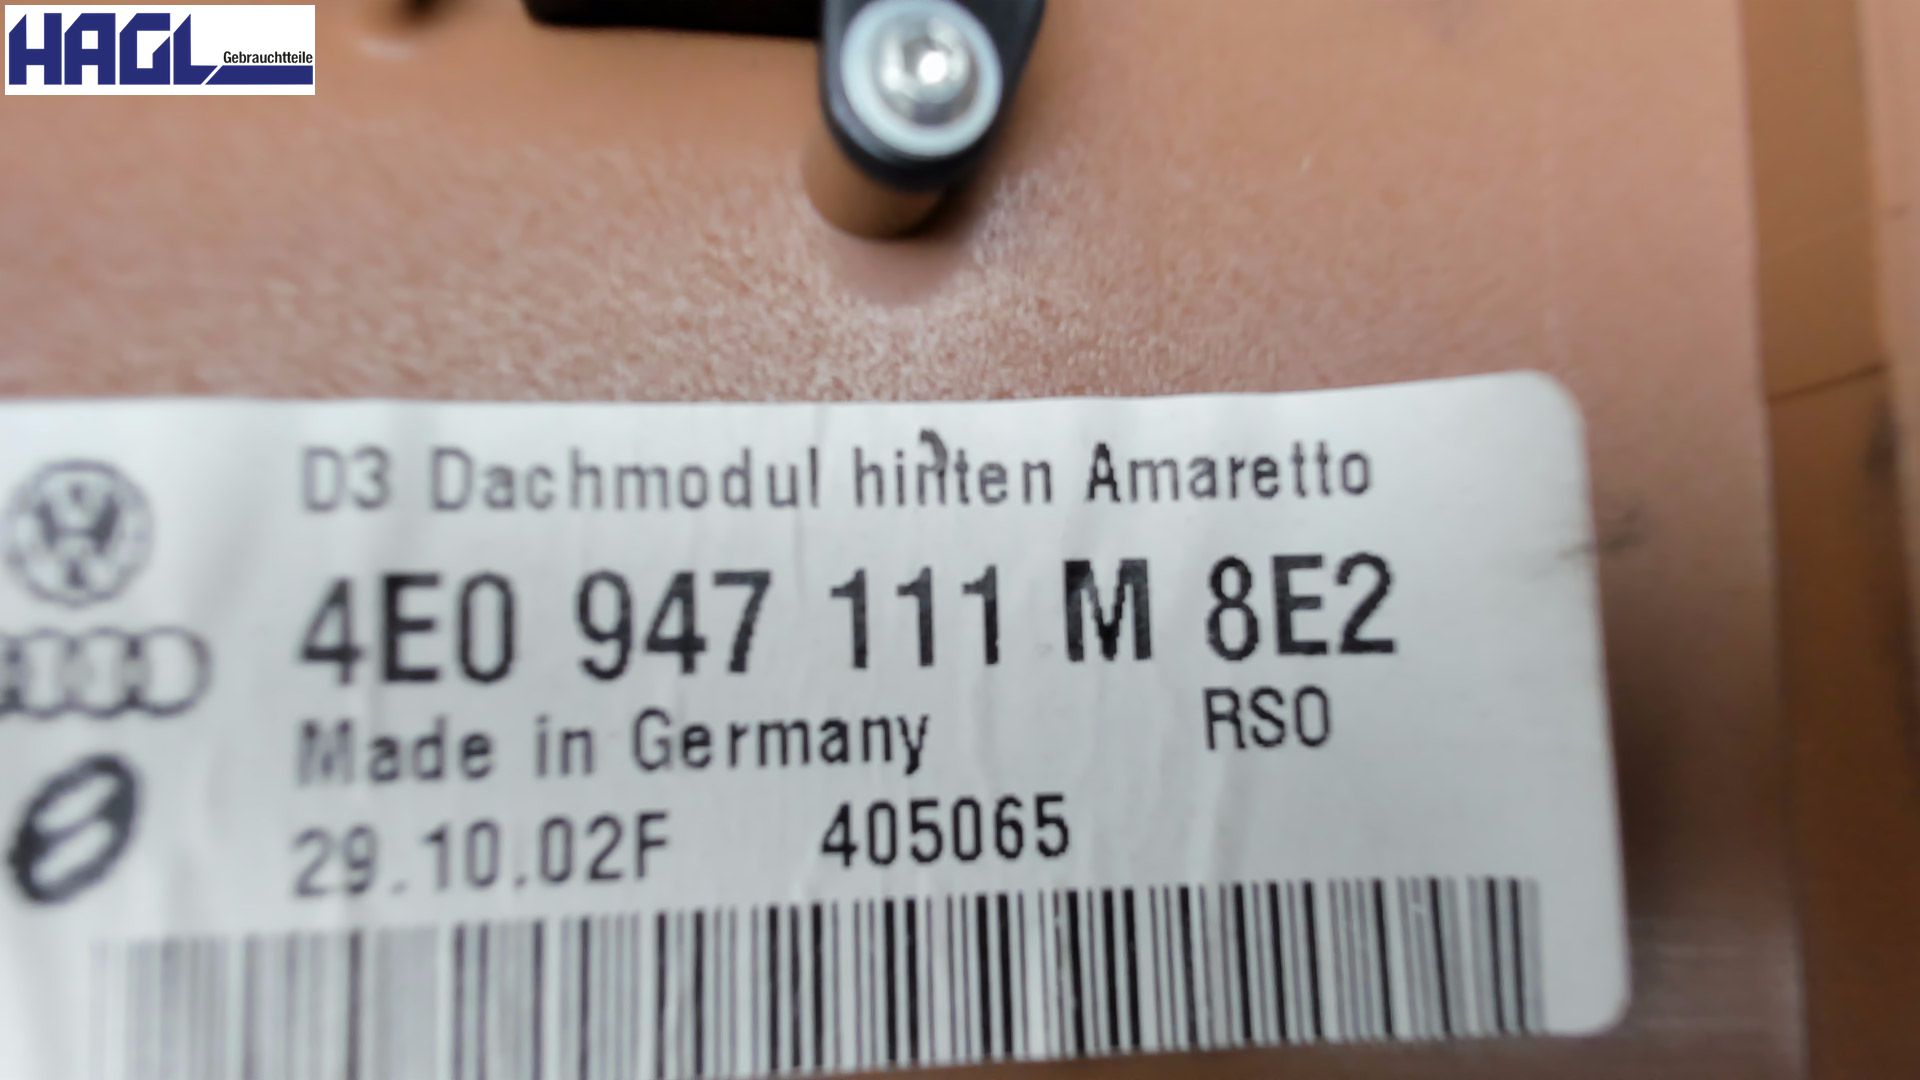 HAGL
Gebrauchtteile
D3 Dachmodul hinten Amaretto
4E0 947 111 M 8E2
Made in Germany RSO
29.10.02F 405065